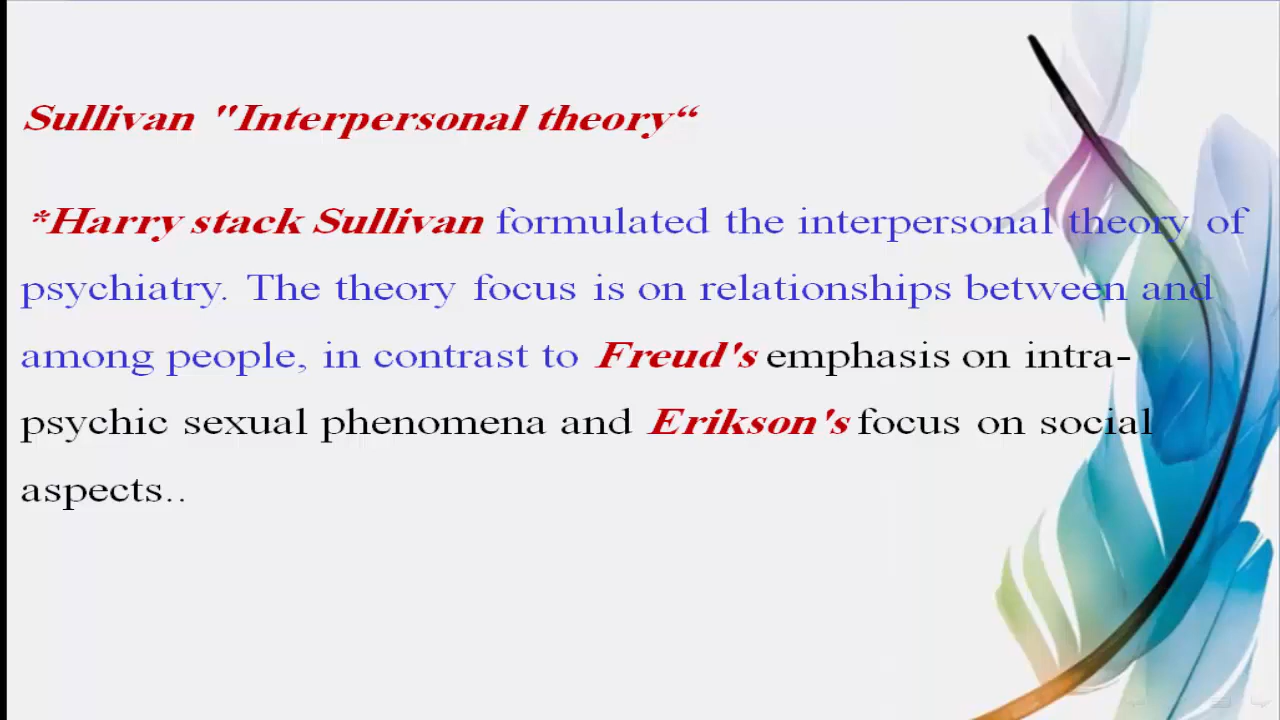 Sullivan "Interpersonal theory“
*Harry stack Sullivan formulated the interpersonal theory of
psychiatry. The theory focus is on relationships between and
among people, in contrast to Freud's emphasis on intra-
psychic sexual phenomena and Erikson's focus on social
aspects..